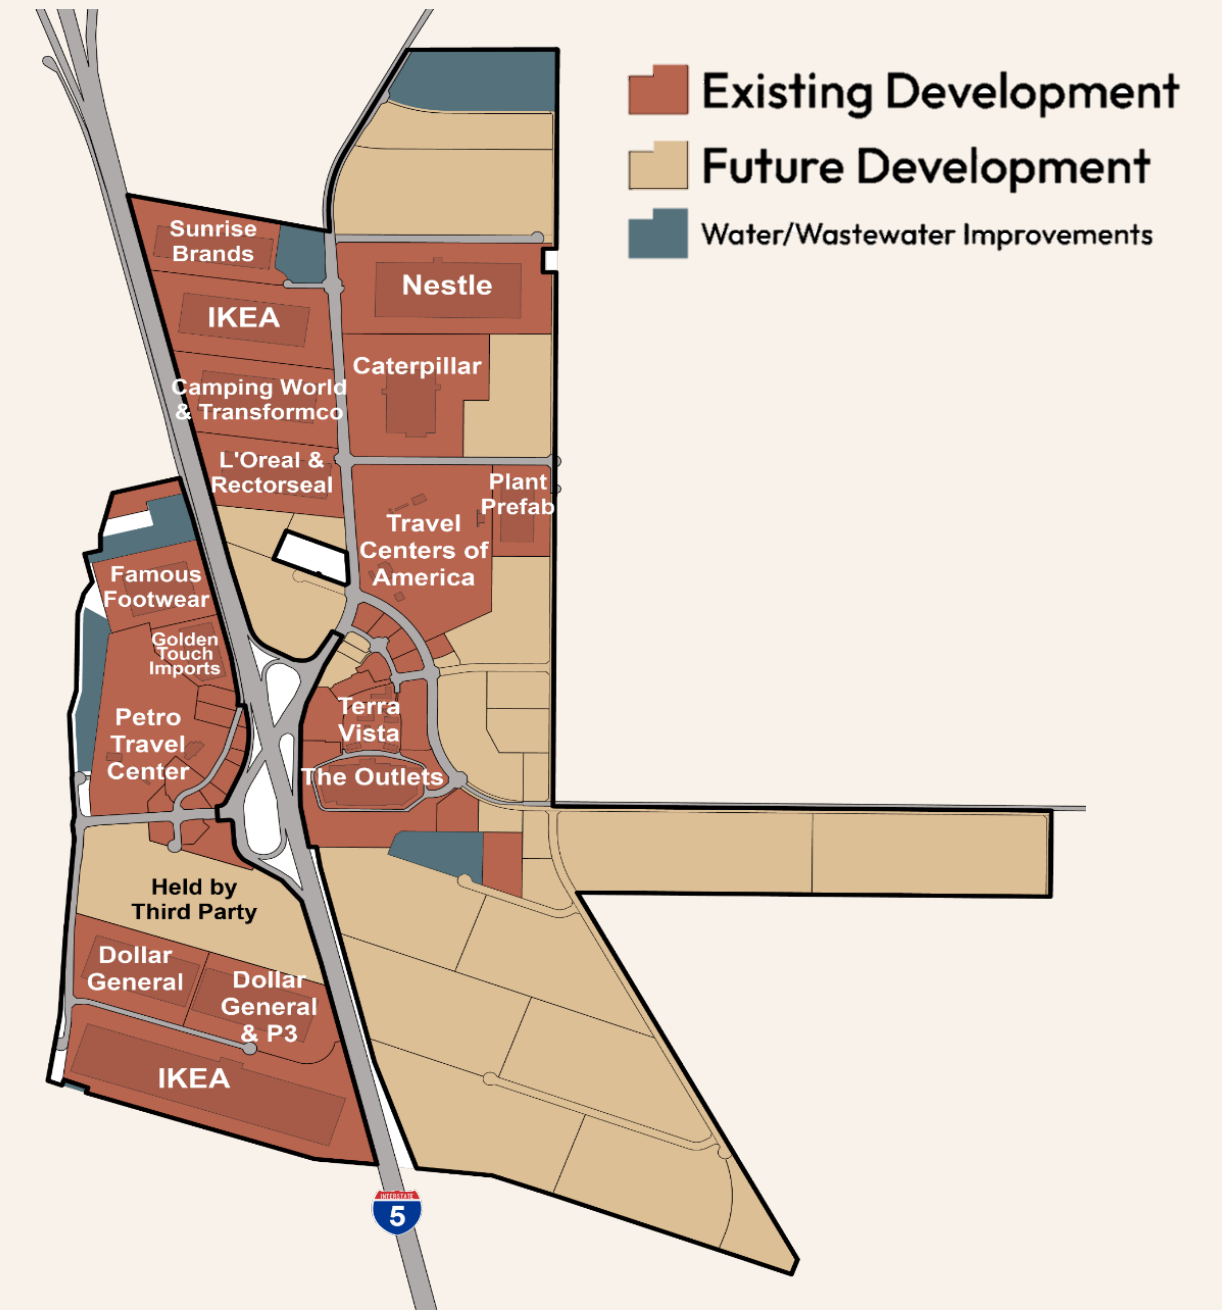 Existing Development
Future Development
Water/Wastewater Improvements
Sunrise
Brands
Nestle
IKEA
Caterpillar
Camping World
& Transformco
L'Oreal &
Rectorseal
Plant
Prefab
Travel
Centers of
America
Famous
Footwear
Golden
Touch
Imports
Terra
Vista
Petro
Travel
Center
The Outlets
Held by
Third Party
Dollar
General
Dollar
General
& P3
IKEA
INTERSTATE
5